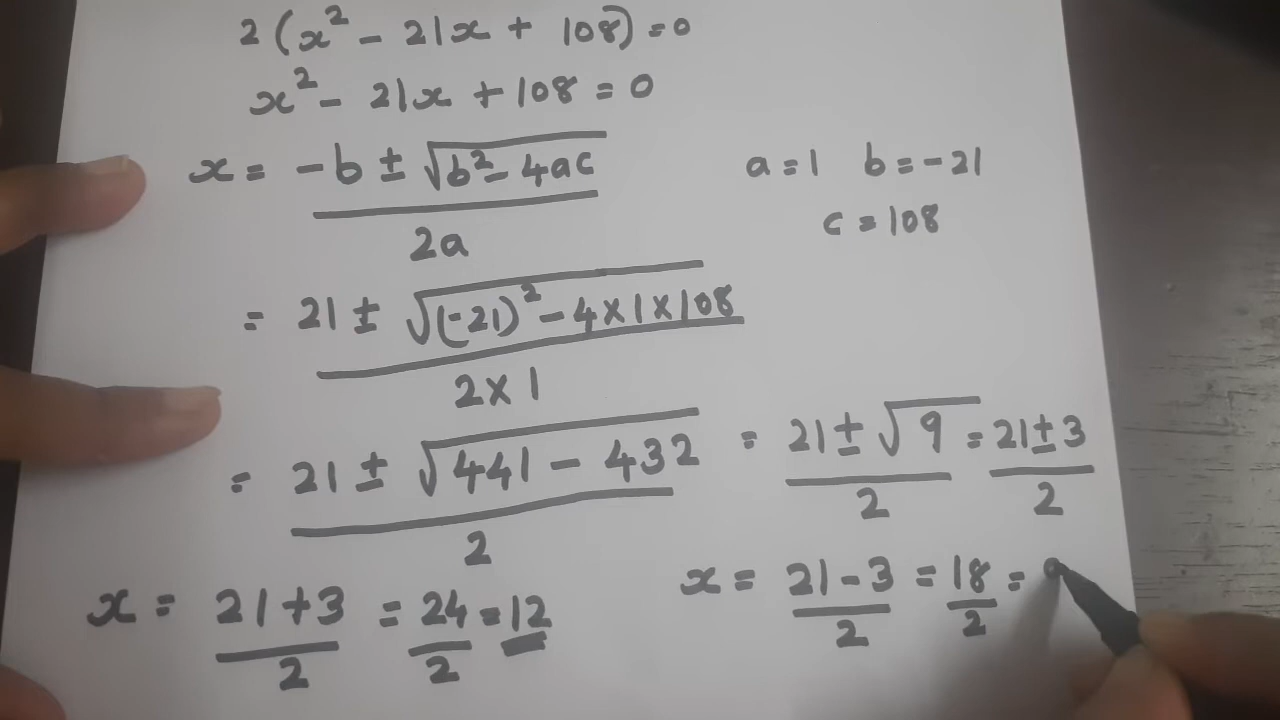 2(x² - 21x + 108) = 0
x² - 21x + 108 = 0
x = -b ± √b² - 4ac / 2a
a = 1 b = -21
c = 108
= 21 ± √(-21)² - 4 × 1 × 108 / 2 × 1
= 21 ± √441 - 432 / 2 = 21 ± √9 / 2 = 21 ± 3 / 2
x = 21 + 3 / 2 = 24 / 2 = 12
x = 21 - 3 / 2 = 18 / 2 =